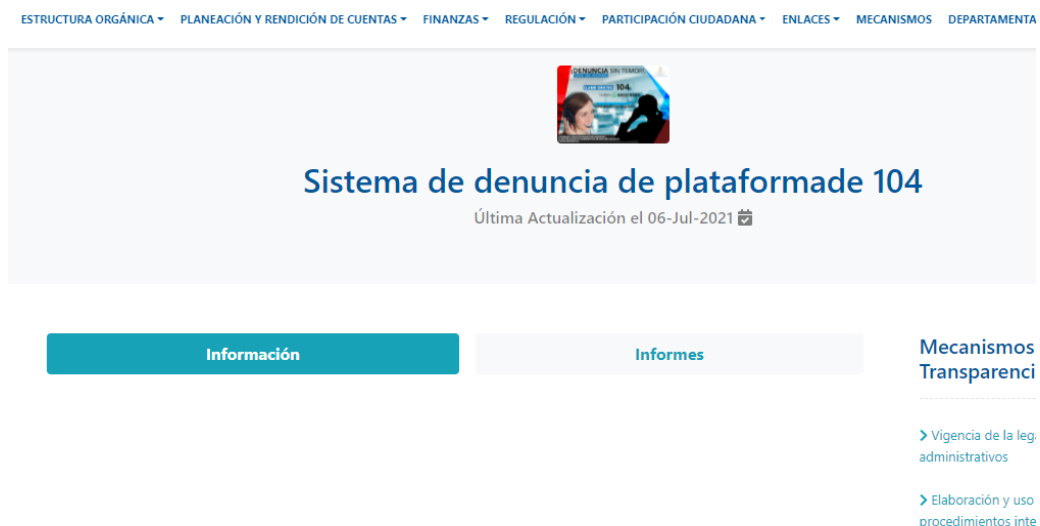 ESTRUCTURA ORGÁNICA PLANEACIÓN Y RENDICIÓN DE CUENTAS FINANZAS REGULACIÓN PARTICIPACIÓN CIUDADANA ENLACES MECANISMOS DEPARTAMENTA
¡DENUNCIA SIN TEMOR!
104
Sistema de denuncia de plataformade 104
Última Actualización el 06-Jul-2021
Información
Informes
Mecanismos
Transparenci
Vigencia de la leg
administrativos
Elaboración y uso
procedimientos inte